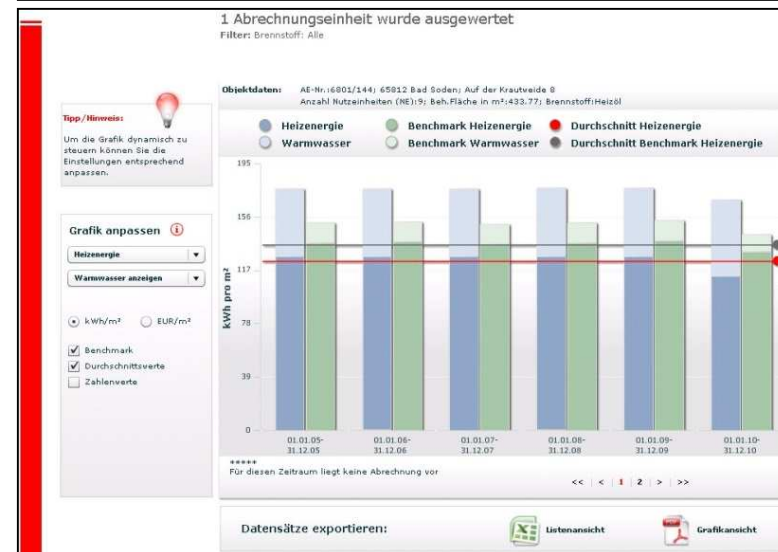 1 Abrechnungseinheit wurde ausgewertet
Filter: Brennstoff: Alle
Objektdaten: AE-Nr.:6801/144; 65812 Bad Soden; Auf der Krautweide 8
Anzahl Nutzeinheiten (NE):9; Beh.Fläche in m²:433.77; Brennstoff:Heizöl
Tipp/Hinweis:
Um die Grafik dynamisch zu
steuern können Sie die
Einstellungen entsprechend
anpassen.
Grafik anpassen
Heizenergie
Warmwasser anzeigen
kWh/m² EUR/m²
Benchmark
Durchschnittswerte
Zahlenwerte
Heizenergie Benchmark Heizenergie Durchschnitt Heizenergie
Warmwasser Benchmark Warmwasser Durchschnitt Benchmark Heizenergie
kWh pro m²
195
156
117
78
39
0
01.01.05- 01.01.06- 01.01.07- 01.01.08- 01.01.09- 01.01.10-
31.12.05 31.12.06 31.12.07 31.12.08 31.12.09 31.12.10
*****
Für diesen Zeitraum liegt keine Abrechnung vor
<< | < | 1 | 2 | > | >>
Datensätze exportieren: Listenansicht Grafikansicht